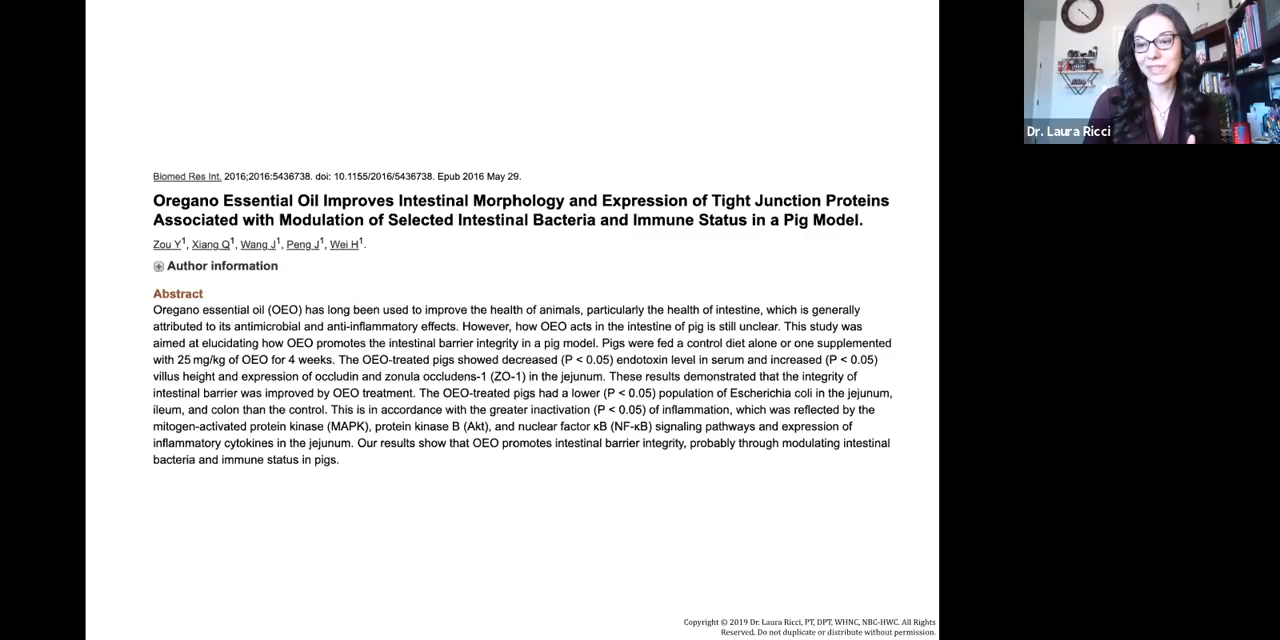 Biomed Res Int. 2016;2016:5436738. doi: 10.1155/2016/5436738. Epub 2016 May 29.
Oregano Essential Oil Improves Intestinal Morphology and Expression of Tight Junction Proteins
Associated with Modulation of Selected Intestinal Bacteria and Immune Status in a Pig Model.
Zou Y1, Xiang Q1, Wang J1, Peng J1, Wei H1.
Author information
Abstract
Oregano essential oil (OEO) has long been used to improve the health of animals, particularly the health of intestine, which is generally
attributed to its antimicrobial and anti-inflammatory effects. However, how OEO acts in the intestine of pig is still unclear. This study was
aimed at elucidating how OEO promotes the intestinal barrier integrity in a pig model. Pigs were fed a control diet alone or one supplemented
with 25 mg/kg of OEO for 4 weeks. The OEO-treated pigs showed decreased (P < 0.05) endotoxin level in serum and increased (P < 0.05)
villus height and expression of occludin and zonula occludens-1 (ZO-1) in the jejunum. These results demonstrated that the integrity of
intestinal barrier was improved by OEO treatment. The OEO-treated pigs had a lower (P < 0.05) population of Escherichia coli in the jejunum,
ileum, and colon than the control. This is in accordance with the greater inactivation (P < 0.05) of inflammation, which was reflected by the
mitogen-activated protein kinase (MAPK), protein kinase B (Akt), and nuclear factor κB (NF-κB) signaling pathways and expression of
inflammatory cytokines in the jejunum. Our results show that OEO promotes intestinal barrier integrity, probably through modulating intestinal
bacteria and immune status in pigs.
Copyright © 2019 Dr. Laura Ricci, PT, DPT, WHNC, NBC-HWC. All Rights
Reserved. Do not duplicate or distribute without permission.
Dr. Laura Ricci